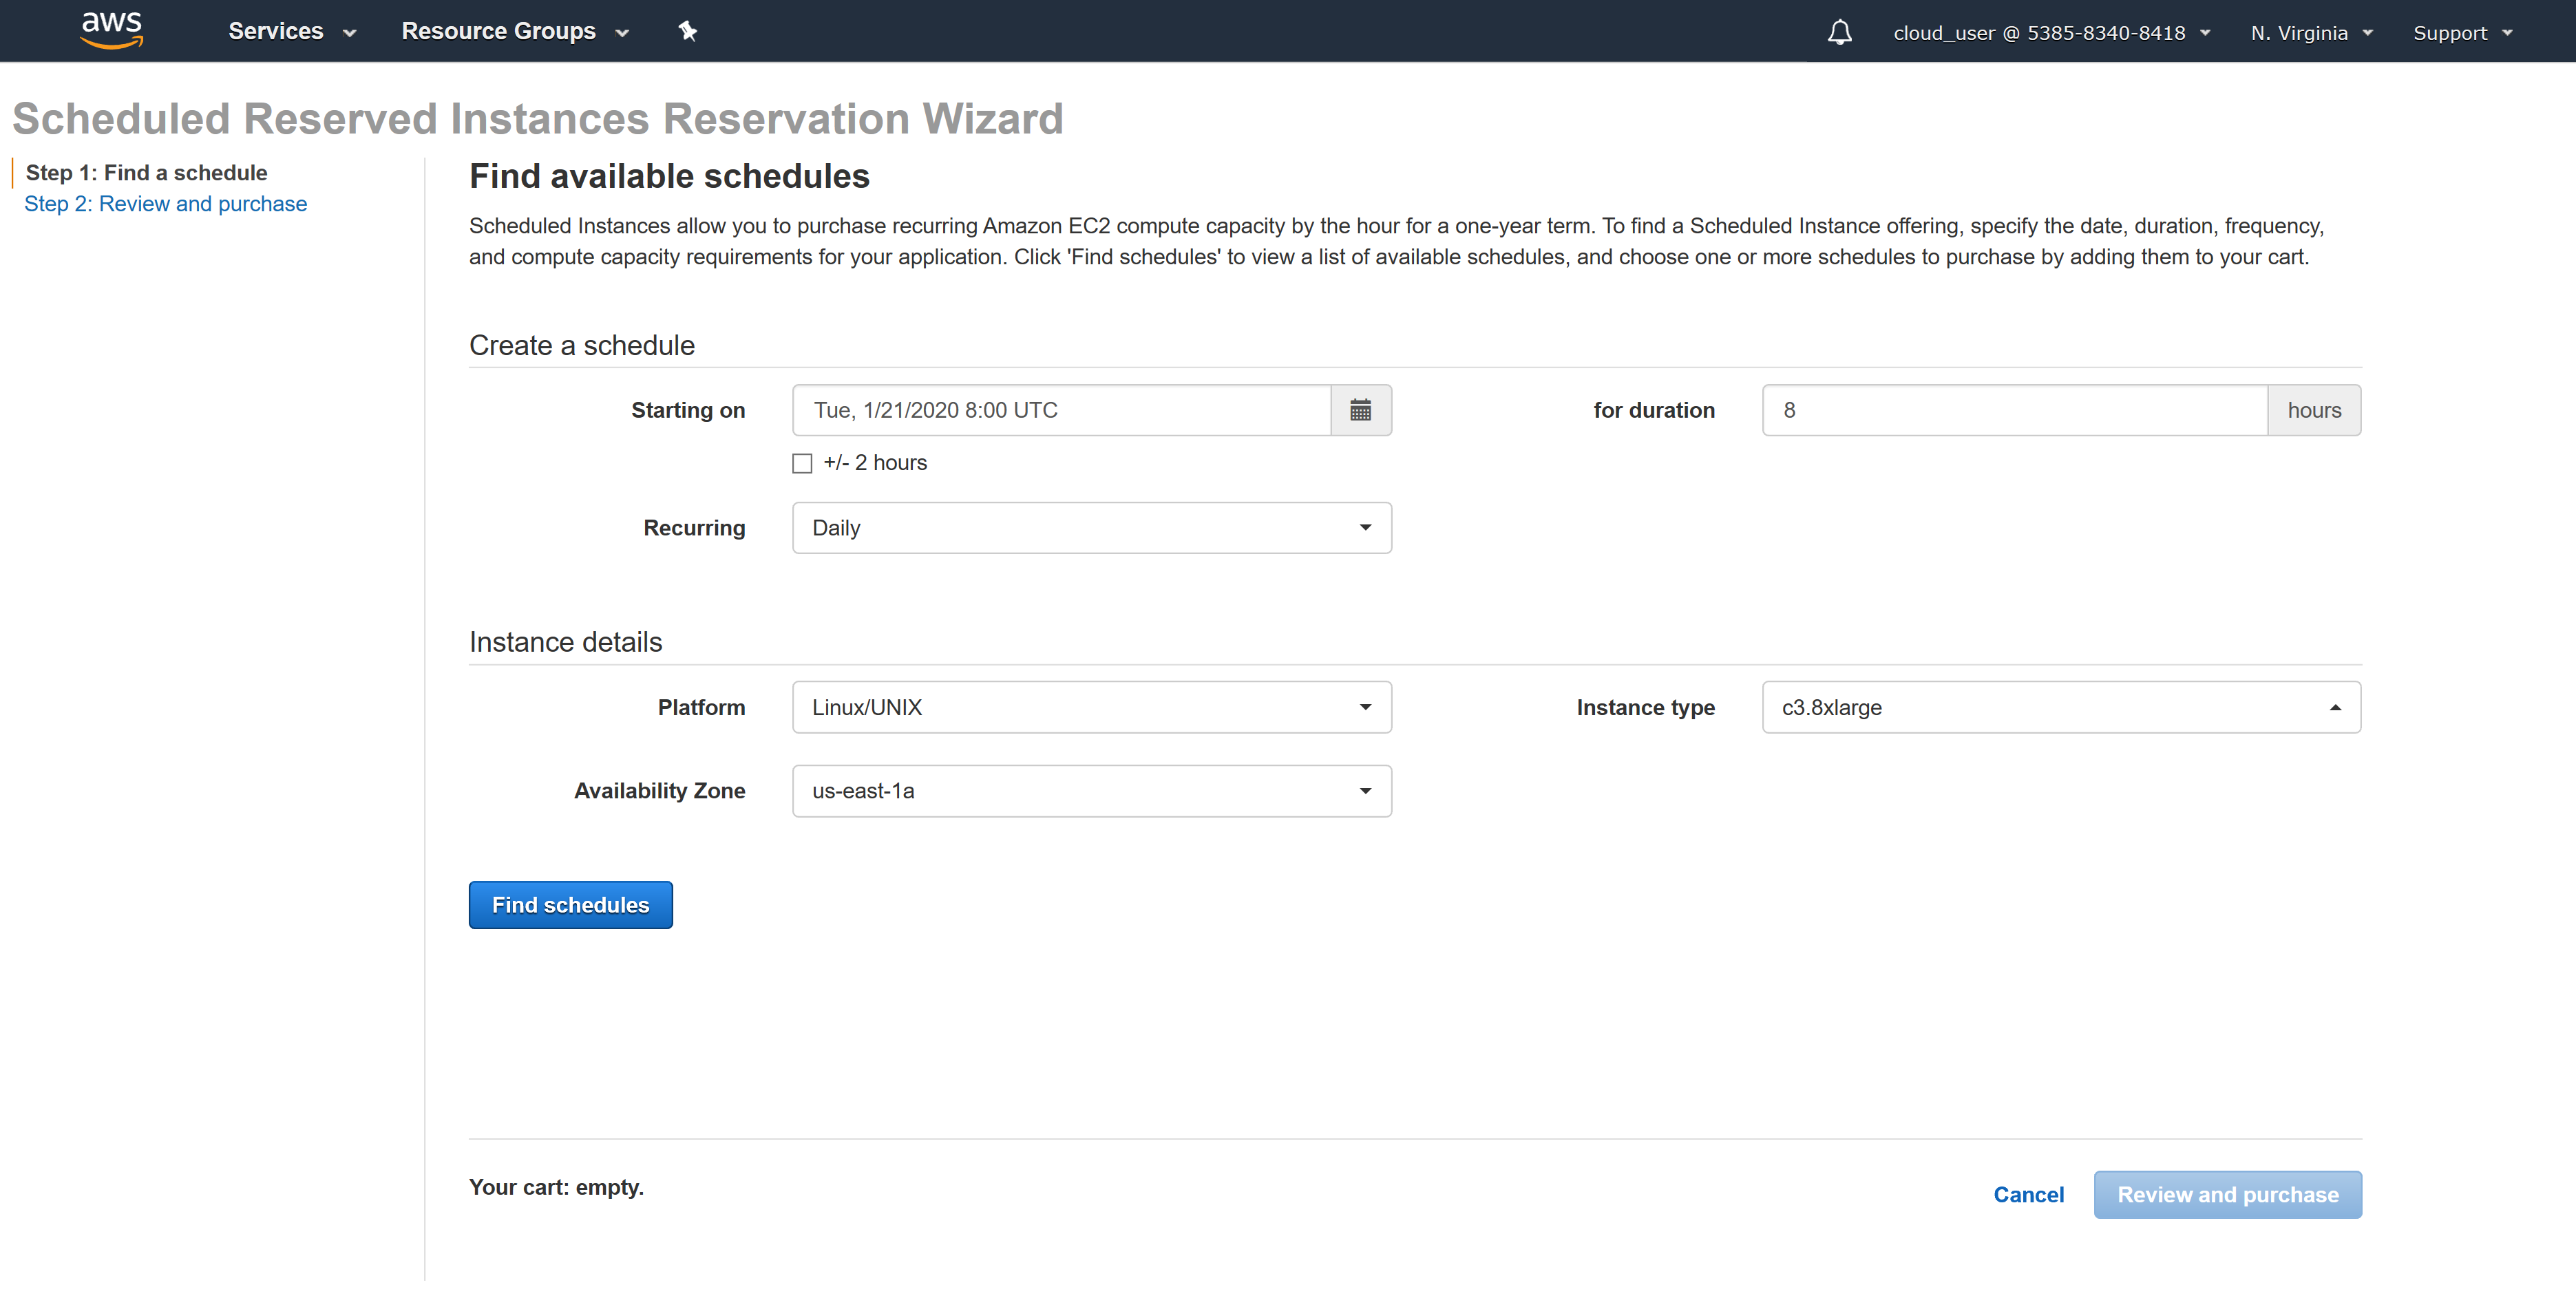 aws Services Resource Groups cloud_user @ 5385-8340-8418 N. Virginia Support
Scheduled Reserved Instances Reservation Wizard
Step 1: Find a schedule
Step 2: Review and purchase
Find available schedules
Scheduled Instances allow you to purchase recurring Amazon EC2 compute capacity by the hour for a one-year term. To find a Scheduled Instance offering, specify the date, duration, frequency,
and compute capacity requirements for your application. Click 'Find schedules' to view a list of available schedules, and choose one or more schedules to purchase by adding them to your cart.
Create a schedule
Starting on Tue, 1/21/2020 8:00 UTC for duration 8 hours
+/- 2 hours
Recurring Daily
Instance details
Platform Linux/UNIX Instance type c3.8xlarge
Availability Zone us-east-1a
Find schedules
Your cart: empty.
Cancel Review and purchase